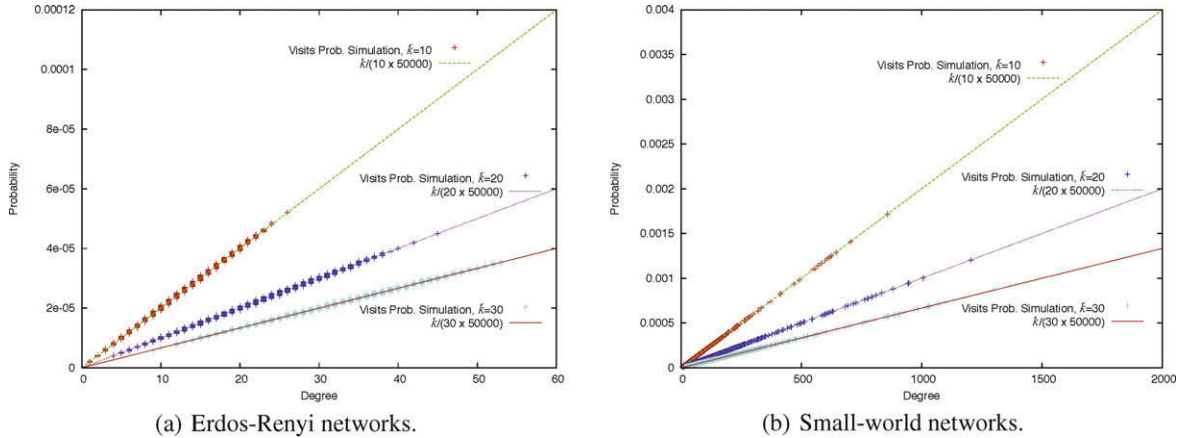 0.00012
0.0001
8e-05
6e-05
4e-05
2e-05
0
Probability
Visits Prob. Simulation, k̄=10
k/(10 x 50000)
Visits Prob. Simulation, k̄=20
k/(20 x 50000)
Visits Prob. Simulation, k̄=30
k/(30 x 50000)
0 10 20 30 40 50 60
Degree
(a) Erdos-Renyi networks.
0.004
0.0035
0.003
0.0025
0.002
0.0015
0.001
0.0005
0
Probability
Visits Prob. Simulation, k̄=10
k/(10 x 50000)
Visits Prob. Simulation, k̄=20
k/(20 x 50000)
Visits Prob. Simulation, k̄=30
k/(30 x 50000)
0 500 1000 1500 2000
Degree
(b) Small-world networks.